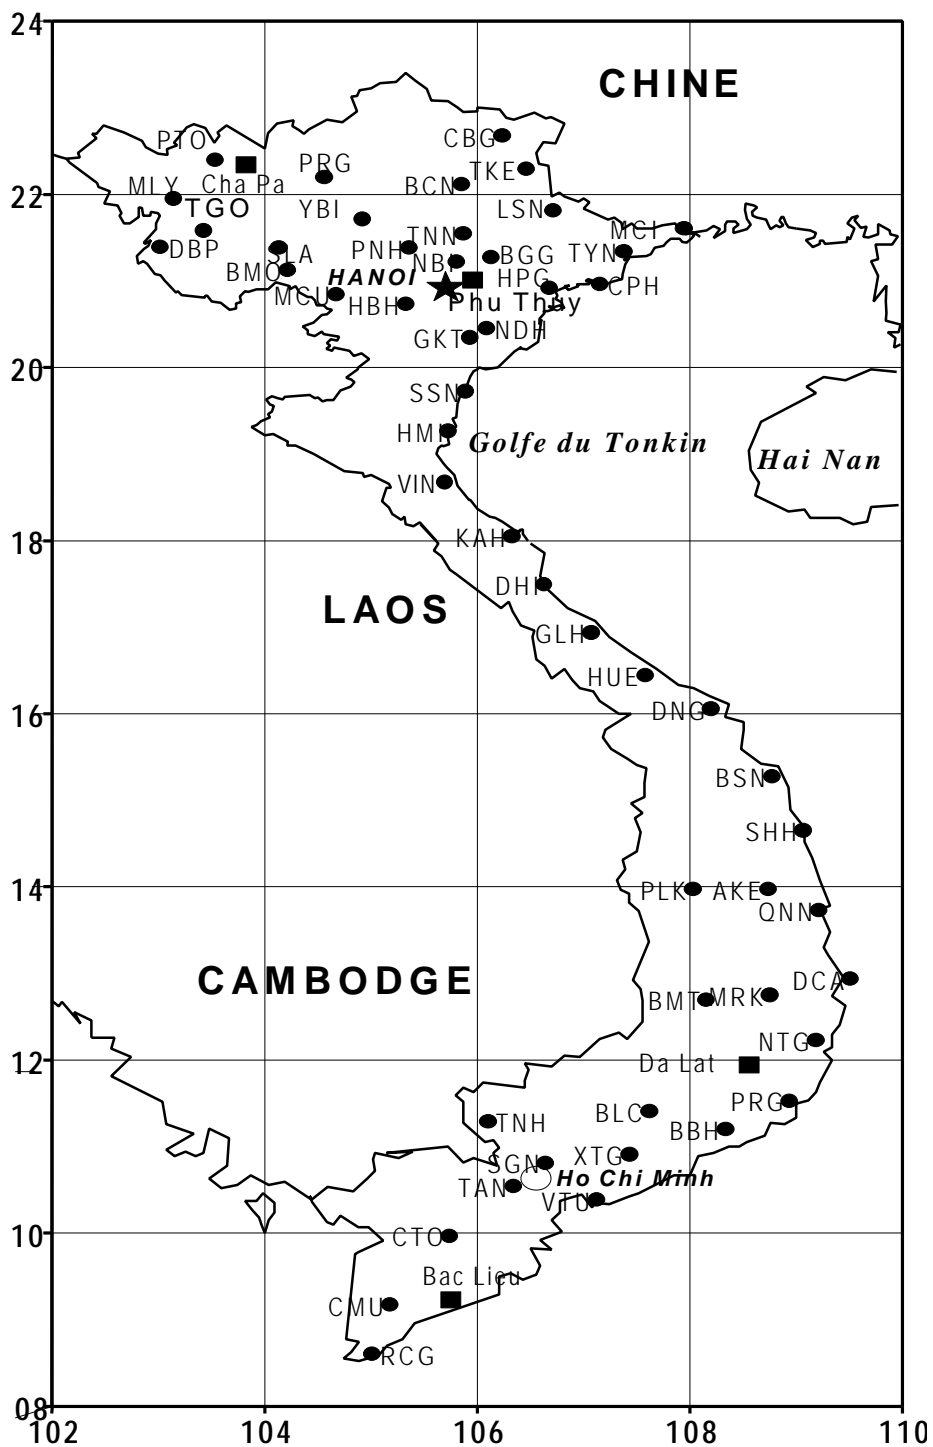 24
CHINE
PTO
CBG
PRG
TKE
MLY
Cha Pa
BCN
22
TGO
YBI
LSN
MCI
DBP
SLA
PNH
TNN
BGG
TYN
BMO
HANOI
NBI
HPG
CPH
MCU
HBH
Phu Thuy
GKT
NDH
20
SSN
HMI
Golfe du Tonkin
Hai Nan
VIN
18
KAH
DHI
LAOS
GLH
HUE
16
DNG
BSN
SHH
14
PLK
AKE
QNN
CAMBODGE
DCA
BMT
MRK
NTG
12
Da Lat
PRG
TNH
BLC
BBH
SGN
XTG
Ho Chi Minh
TAN
VTU
10
CTO
Bac Lieu
CMU
RCG
08
102
104
106
108
110